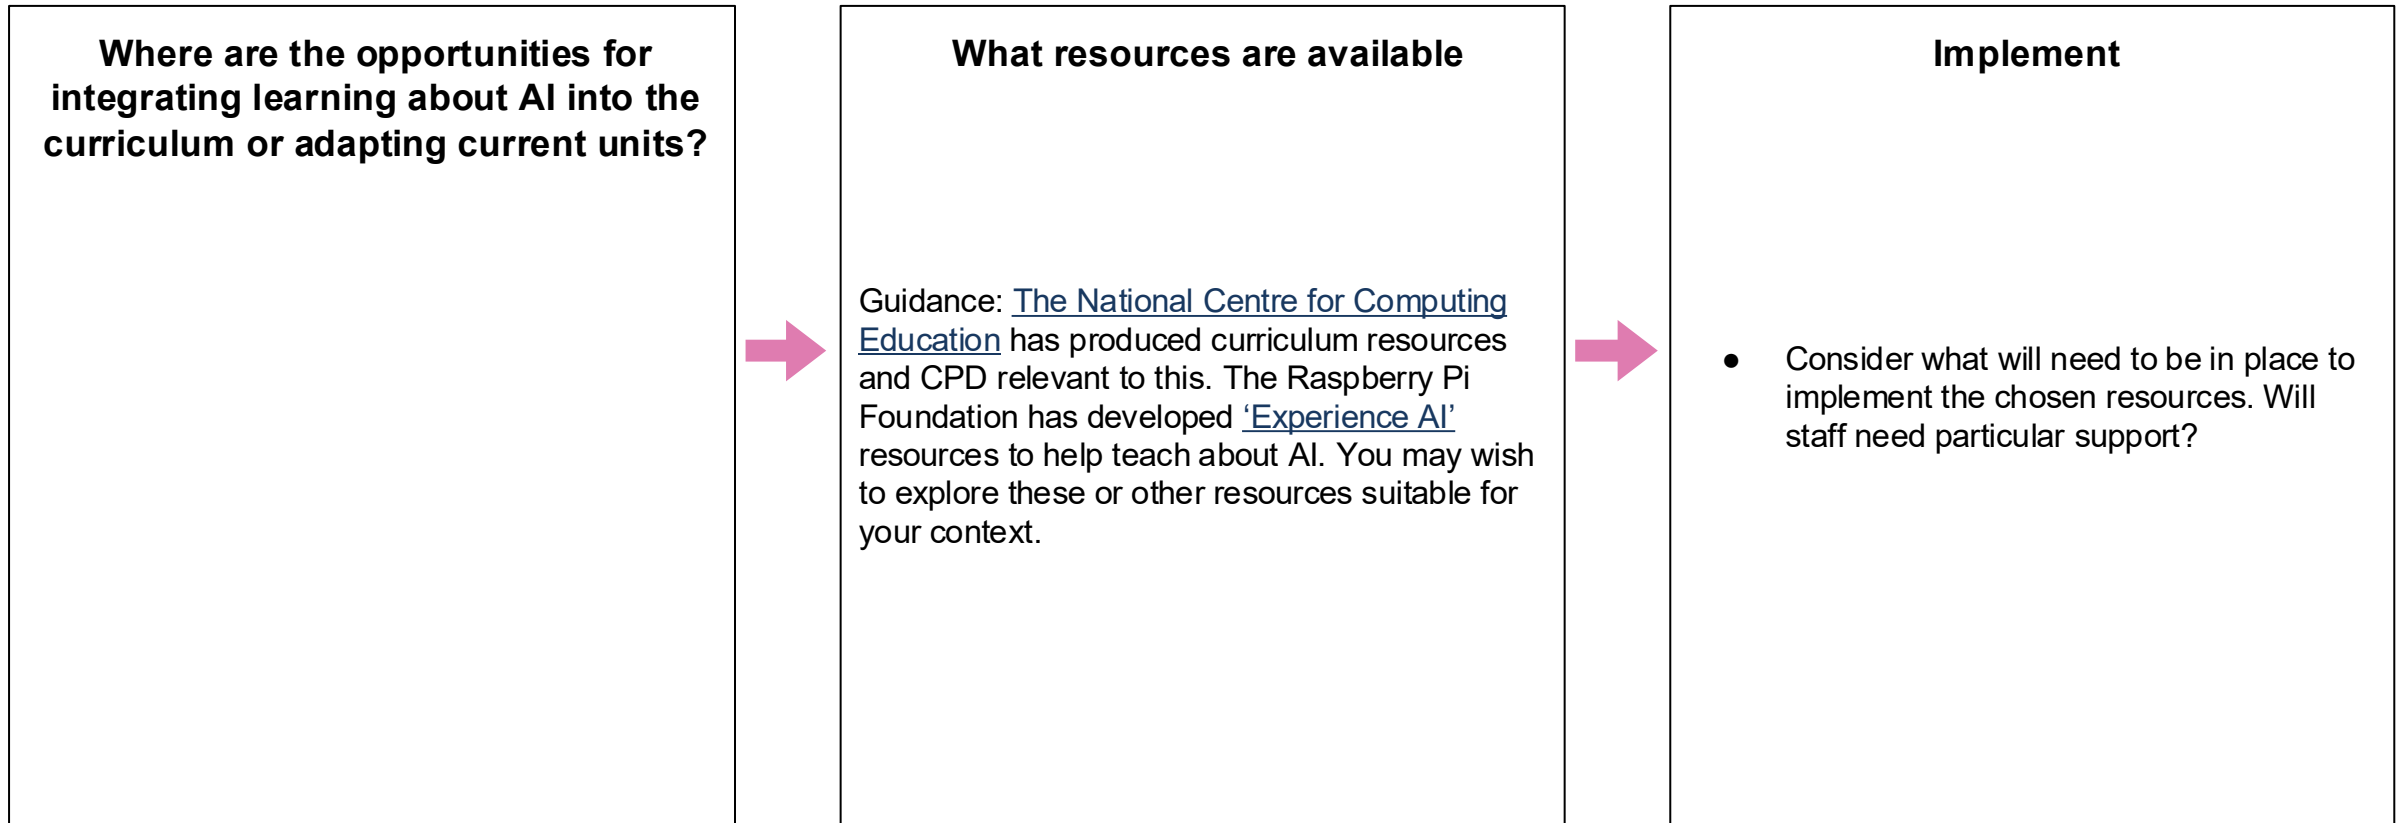 Where are the opportunities for
integrating learning about AI into the
curriculum or adapting current units?
What resources are available
Guidance: The National Centre for Computing
Education has produced curriculum resources
and CPD relevant to this. The Raspberry Pi
Foundation has developed ‘Experience AI’
resources to help teach about AI. You may wish
to explore these or other resources suitable for
your context.
Implement
● Consider what will need to be in place to
implement the chosen resources. Will
staff need particular support?